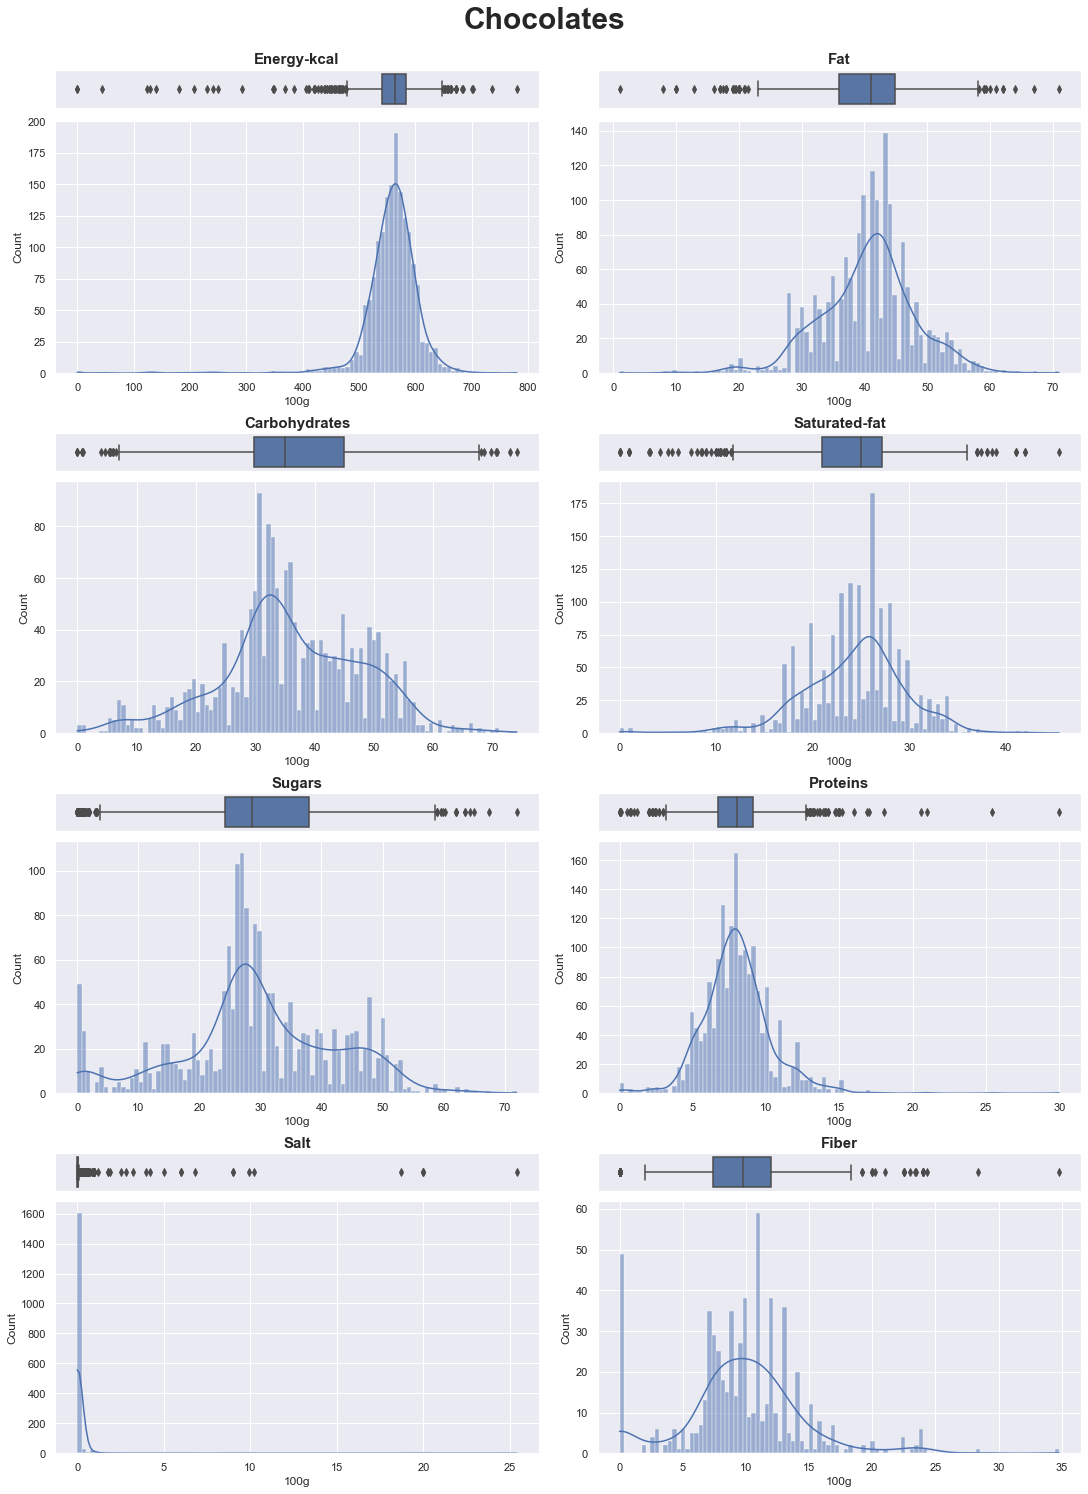 Chocolates
Energy-kcal
200
175
150
125
100
75
50
25
0
Count
0 100 200 300 400 500 600 700 800
100g
Fat
140
120
100
80
60
40
20
0
Count
0 10 20 30 40 50 60 70
100g
Carbohydrates
80
60
40
20
0
Count
0 10 20 30 40 50 60 70
100g
Saturated-fat
175
150
125
100
75
50
25
0
Count
0 10 20 30 40
100g
Sugars
100
80
60
40
20
0
Count
0 10 20 30 40 50 60 70
100g
Proteins
160
140
120
100
80
60
40
20
0
Count
0 5 10 15 20 25 30
100g
Salt
1600
1400
1200
1000
800
600
400
200
0
Count
0 5 10 15 20 25
100g
Fiber
60
50
40
30
20
10
0
Count
0 5 10 15 20 25 30 35
100g